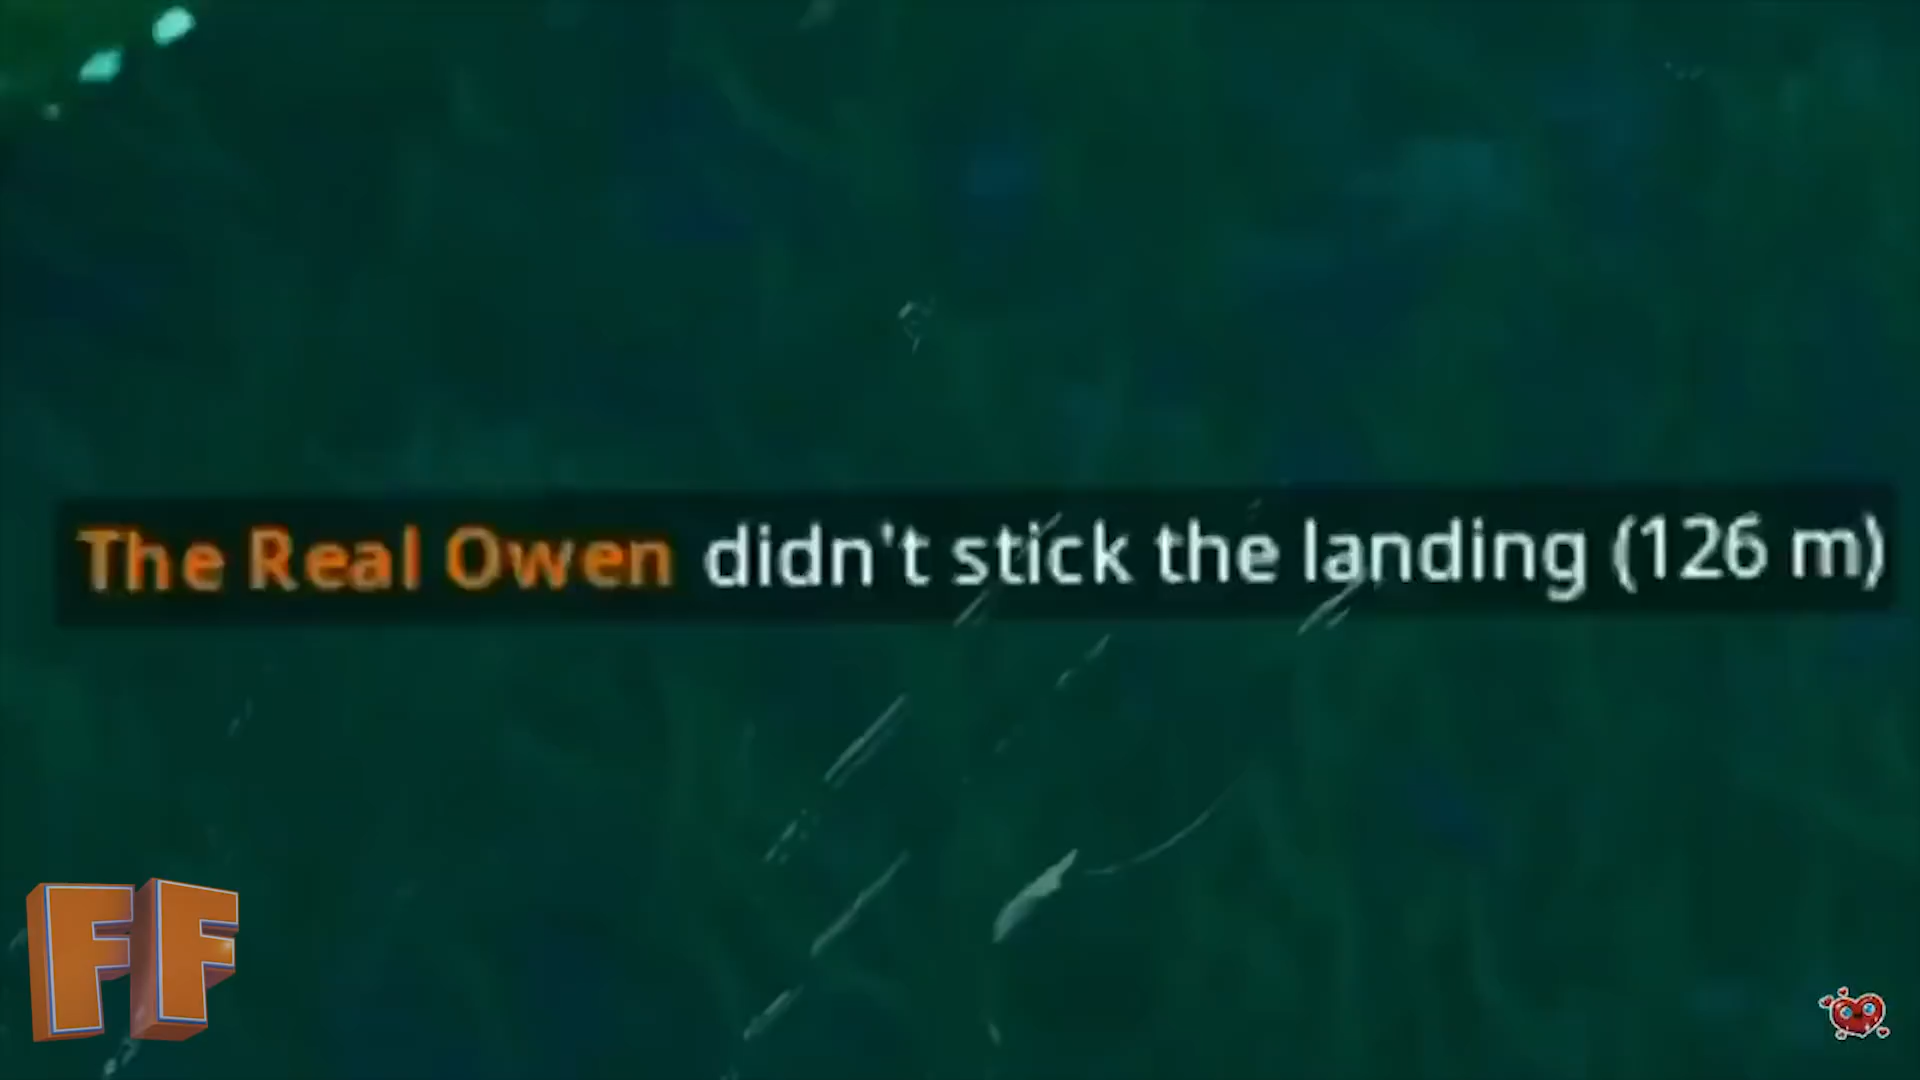 The Real Owen didn't stick the landing (126 m)
FF